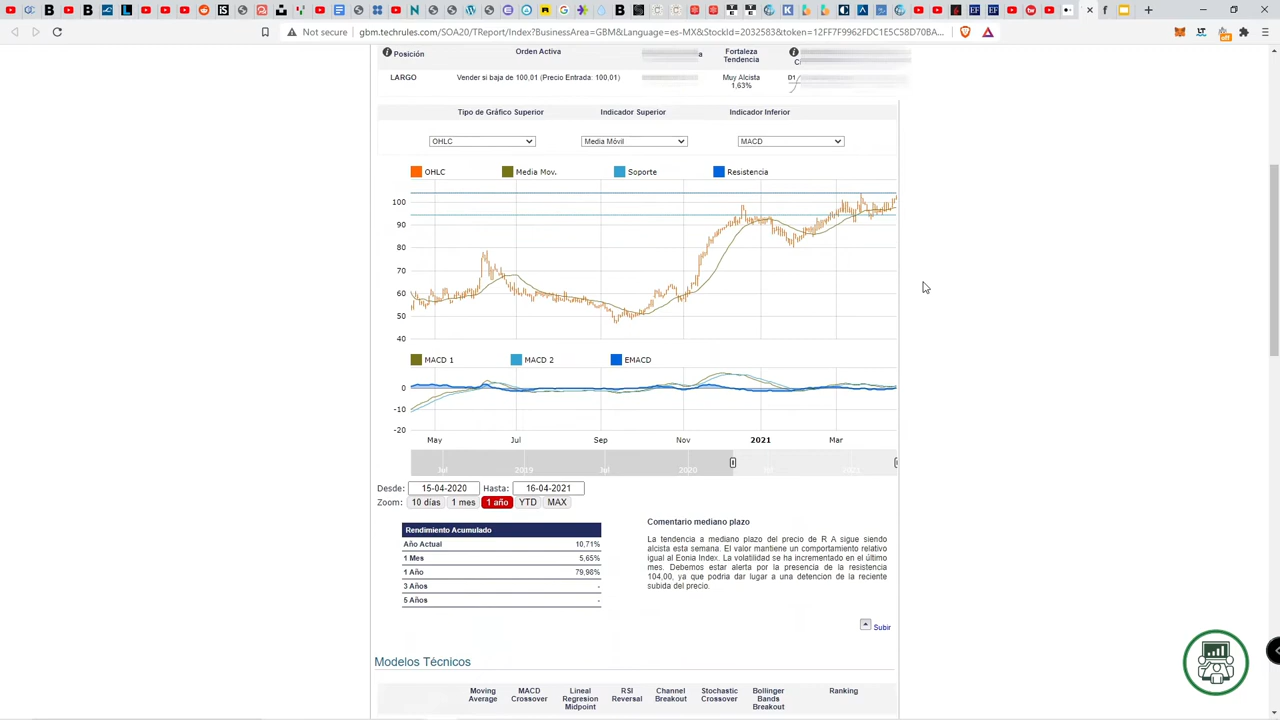 Not secure
gbm.techrules.com/SOA20/TReport/Index?BusinessArea=GBM&Language=es-MX&StockId=2032583&token=12FF7F9962FDC1E5C58D70BA...
Posición
Orden Activa
Fortaleza Tendencia
LARGO
Vender si baja de 100,01 (Precio Entrada: 100,01)
Muy Alcista
1,63%
D1
Tipo de Gráfico Superior
Indicador Superior
Indicador Inferior
OHLC
Media Móvil
MACD
OHLC
Media Mov.
Soporte
Resistencia
100
90
80
70
60
50
40
MACD 1
MACD 2
EMACD
0
-10
-20
May
Jul
Sep
Nov
2021
Mar
Jul
2019
Jul
2020
Jul
Desde: 15-04-2020 Hasta: 16-04-2021
Zoom: 10 días 1 mes 1 año YTD MAX
Rendimiento Acumulado
Año Actual 10,71%
1 Mes 5,65%
1 Año 79,98%
3 Años -
5 Años -
Comentario mediano plazo
La tendencia a mediano plazo del precio de R A sigue siendo
alcista esta semana. El valor mantiene un comportamiento relativo
igual al Eonia Index. La volatilidad se ha incrementado en el último
mes. Debemos estar alerta por la presencia de la resistencia
104,00, ya que podria dar lugar a una detencion de la reciente
subida del precio.
Subir
Modelos Técnicos
Moving Average
MACD Crossover
Lineal Regresion Midpoint
RSI Reversal
Channel Breakout
Stochastic Crossover
Bollinger Bands Breakout
Ranking